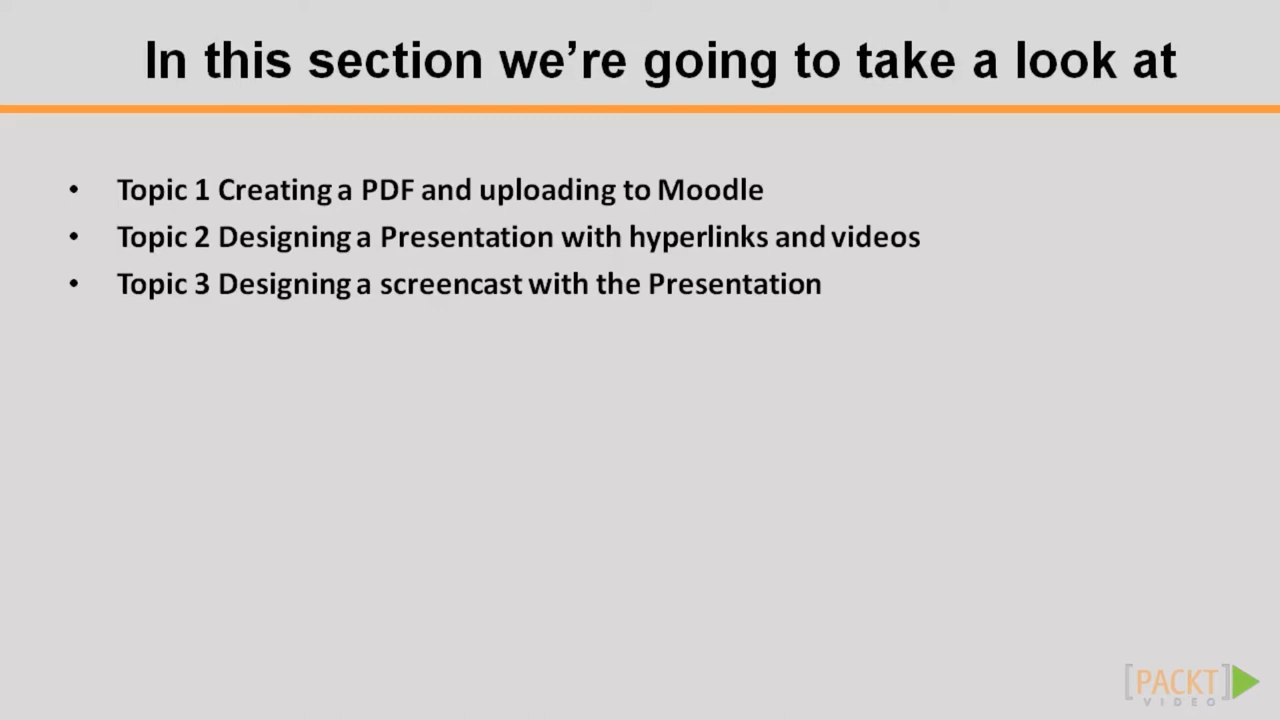 In this section we’re going to take a look at
• Topic 1 Creating a PDF and uploading to Moodle
• Topic 2 Designing a Presentation with hyperlinks and videos
• Topic 3 Designing a screencast with the Presentation
[PACKT]
VIDEO